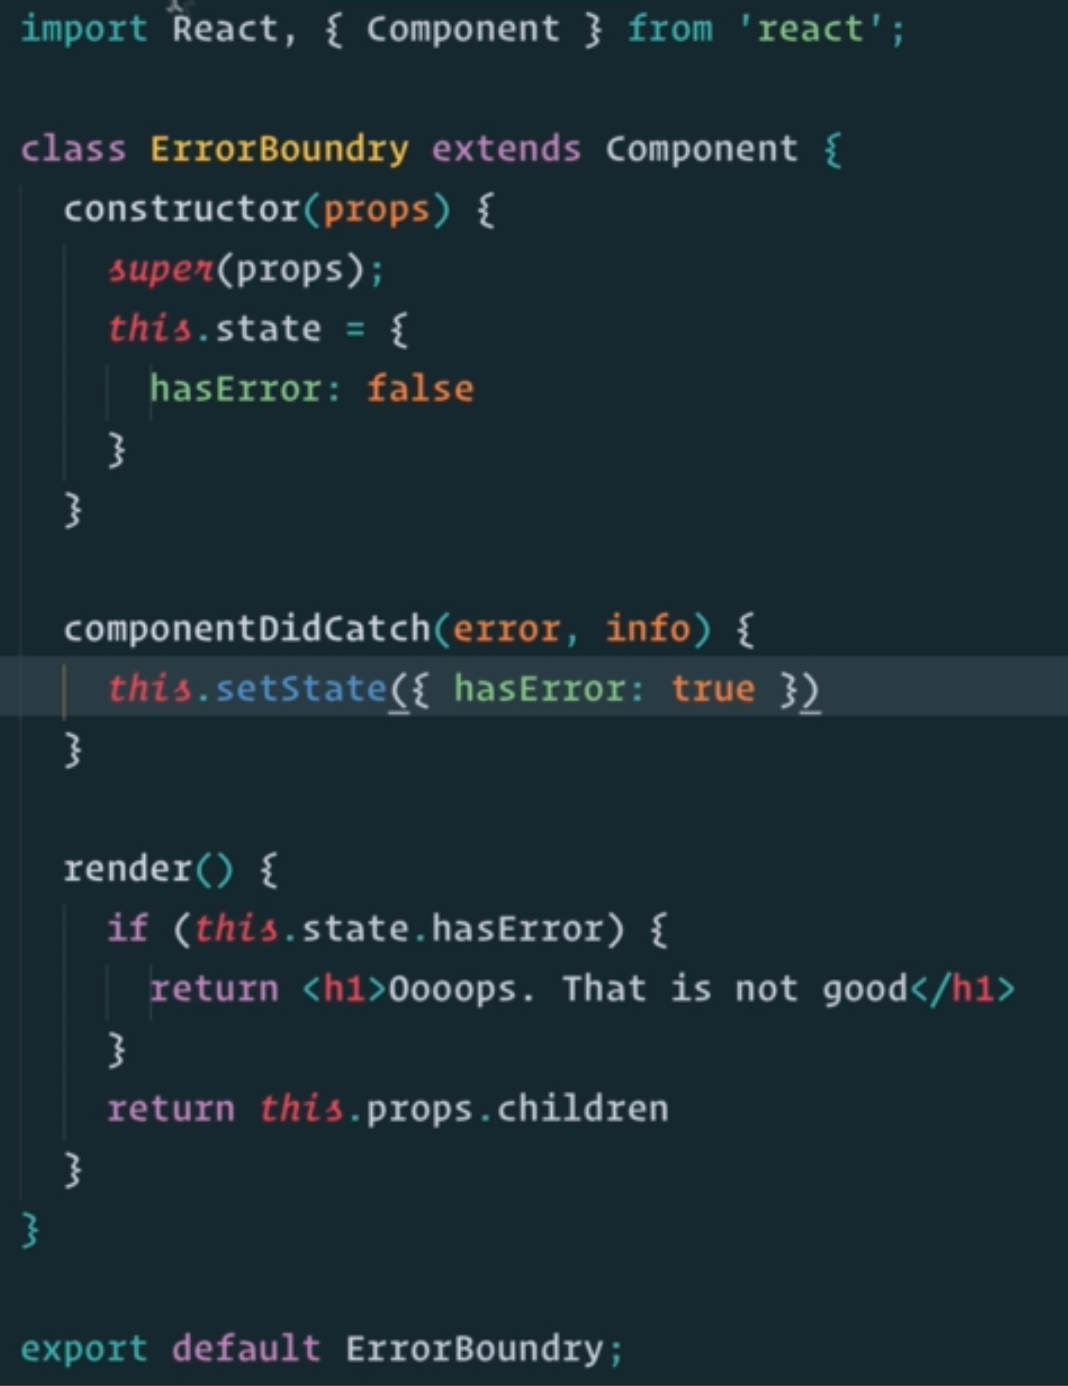 import React, { Component } from 'react';
class ErrorBoundry extends Component {
constructor(props) {
super(props);
this.state = {
hasError: false
}
}
componentDidCatch(error, info) {
this.setState({ hasError: true })
}
render() {
if (this.state.hasError) {
return <h1>Oooops. That is not good</h1>
}
return this.props.children
}
}
export default ErrorBoundry;